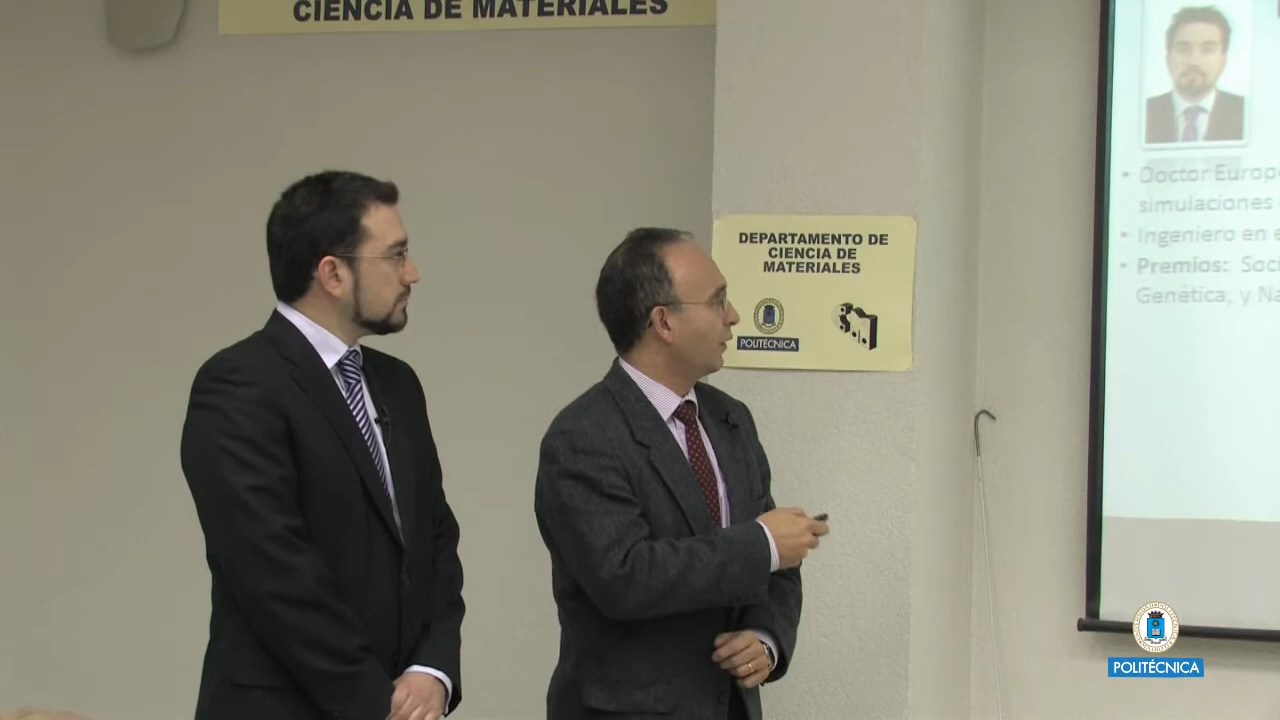 CIENCIA DE MATERIALES
DEPARTAMENTO DE
CIENCIA DE
MATERIALES
POLITÉCNICA
• Doctor Europ
simulaciones
• Ingeniero en
• Premios: Soci
Genética, y Na
POLITÉCNICA